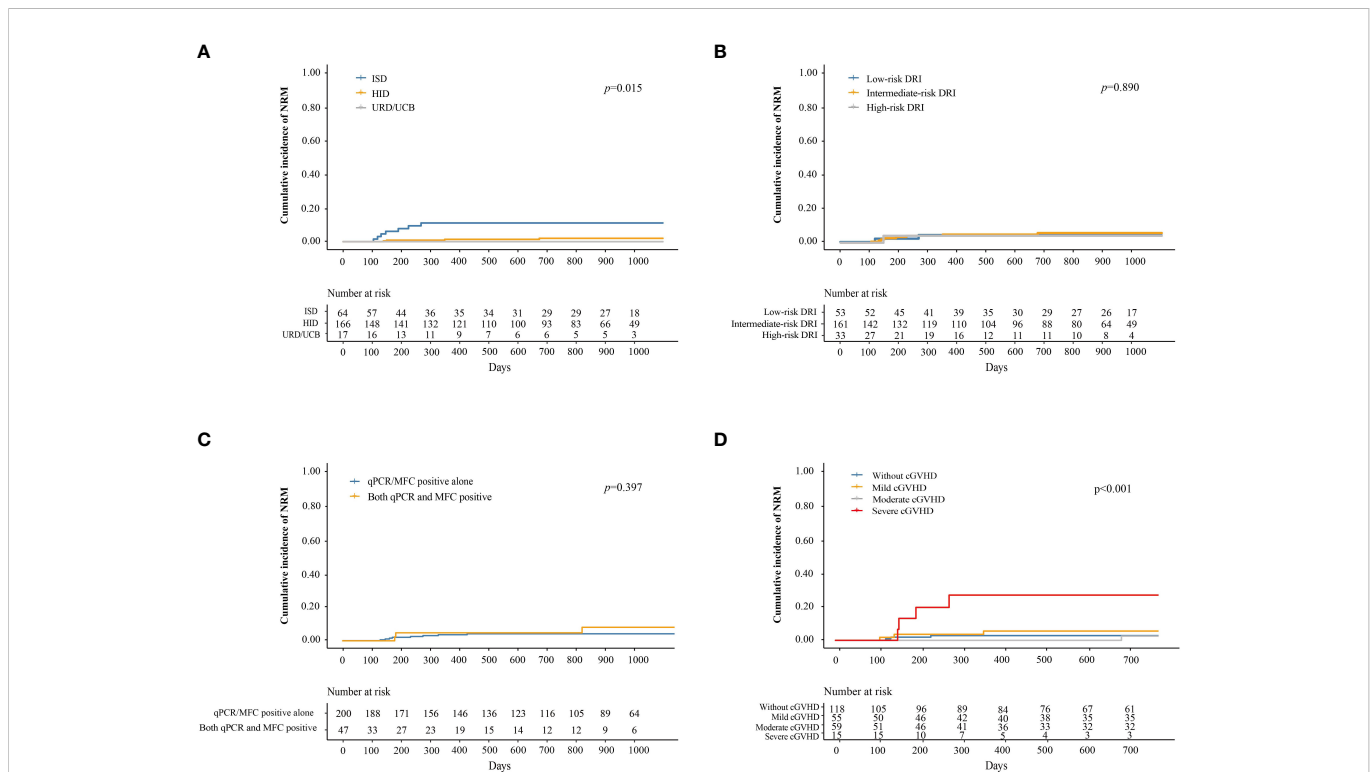 A
Cumulative incidence of NRM
1.00
0.80
0.60
0.40
0.20
0.00
ISD
HID
URD/UCB
p=0.015
0 100 200 300 400 500 600 700 800 900 1000
Number at risk
ISD 64 57 44 36 35 34 31 29 29 27 18
HID 166 148 141 132 121 110 100 93 83 66 49
URD/UCB 17 16 13 11 9 7 6 6 5 5 3
0 100 200 300 400 500 600 700 800 900 1000
Days
B
Cumulative incidence of NRM
1.00
0.80
0.60
0.40
0.20
0.00
Low-risk DRI
Intermediate-risk DRI
High-risk DRI
p=0.890
0 100 200 300 400 500 600 700 800 900 1000
Number at risk
Low-risk DRI 53 52 45 41 39 35 30 29 27 26 17
Intermediate-risk DRI 161 142 132 119 110 104 96 88 80 64 49
High-risk DRI 33 27 21 19 16 12 11 11 10 8 4
0 100 200 300 400 500 600 700 800 900 1000
Days
C
Cumulative incidence of NRM
1.00
0.80
0.60
0.40
0.20
0.00
qPCR/MFC positive alone
Both qPCR and MFC positive
p=0.397
0 100 200 300 400 500 600 700 800 900 1000
Number at risk
qPCR/MFC positive alone 200 188 171 156 146 136 123 116 105 89 64
Both qPCR and MFC positive 47 33 27 23 19 15 14 12 12 9 6
0 100 200 300 400 500 600 700 800 900 1000
Days
D
Cumulative incidence of NRM
1.00
0.80
0.60
0.40
0.20
0.00
Without cGVHD
Mild cGVHD
Moderate cGVHD
Severe cGVHD
p<0.001
0 100 200 300 400 500 600 700
Number at risk
Without cGVHD 118 105 96 89 84 76 67 61
Mild cGVHD 55 50 46 42 40 38 35 35
Moderate cGVHD 59 51 46 41 36 33 32 32
Severe cGVHD 15 15 10 7 5 4 3 3
0 100 200 300 400 500 600 700
Days